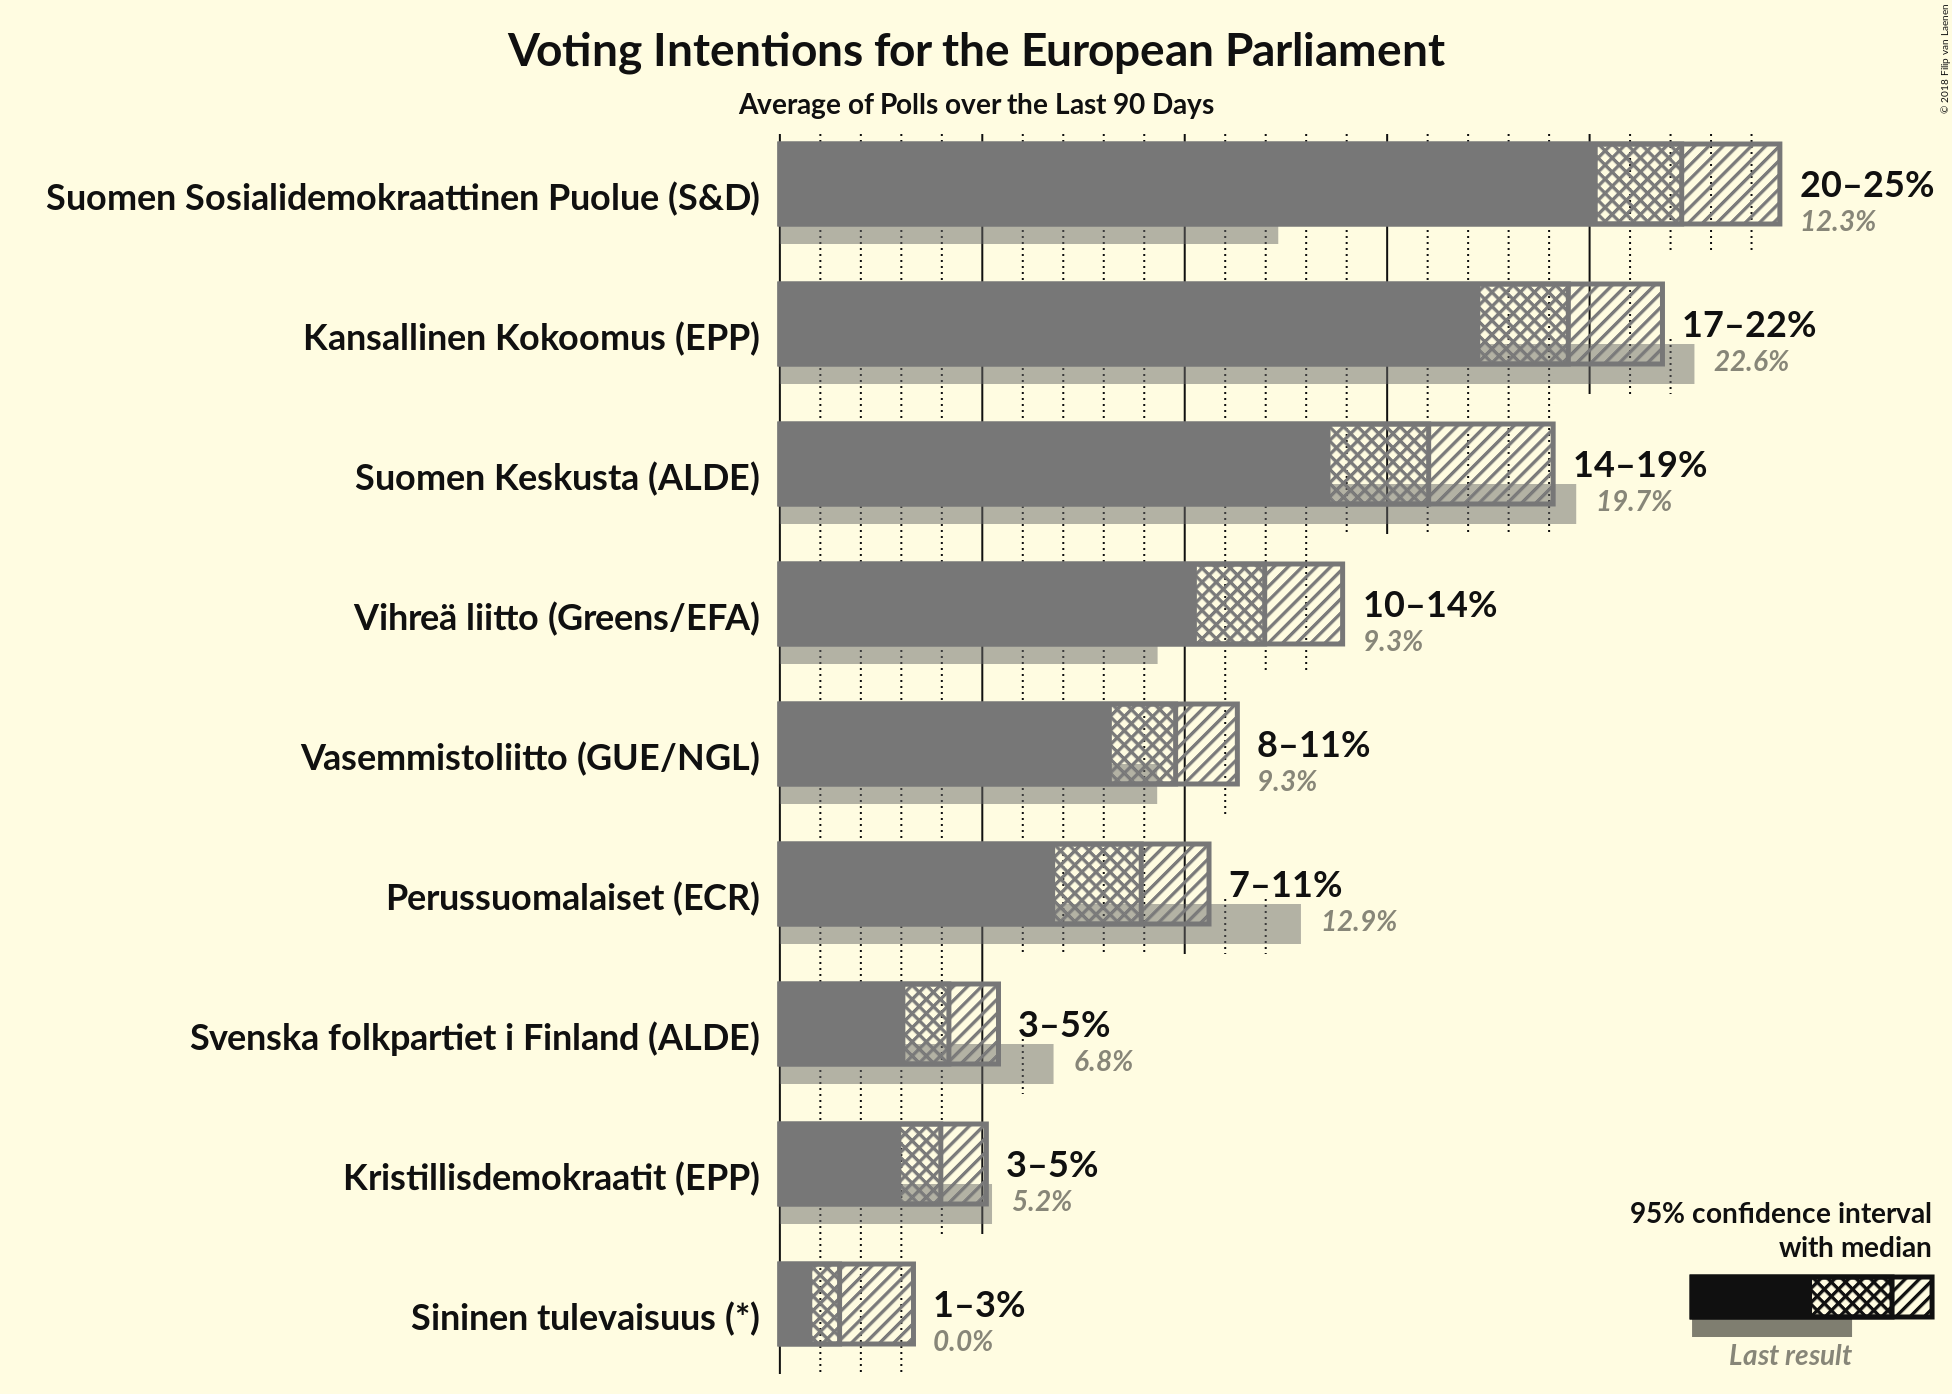 Voting Intentions for the European Parliament
Average of Polls over the Last 90 Days
© 2018 Filip van Laenen
Suomen Sosialidemokraattinen Puolue (S&D)
20–25%
12.3%
Kansallinen Kokoomus (EPP)
17–22%
22.6%
Suomen Keskusta (ALDE)
14–19%
19.7%
Vihreä liitto (Greens/EFA)
10–14%
9.3%
Vasemmistoliitto (GUE/NGL)
8–11%
9.3%
Perussuomalaiset (ECR)
7–11%
12.9%
Svenska folkpartiet i Finland (ALDE)
3–5%
6.8%
Kristillisdemokraatit (EPP)
3–5%
5.2%
Sininen tulevaisuus (*)
1–3%
0.0%
95% confidence interval
with median
Last result